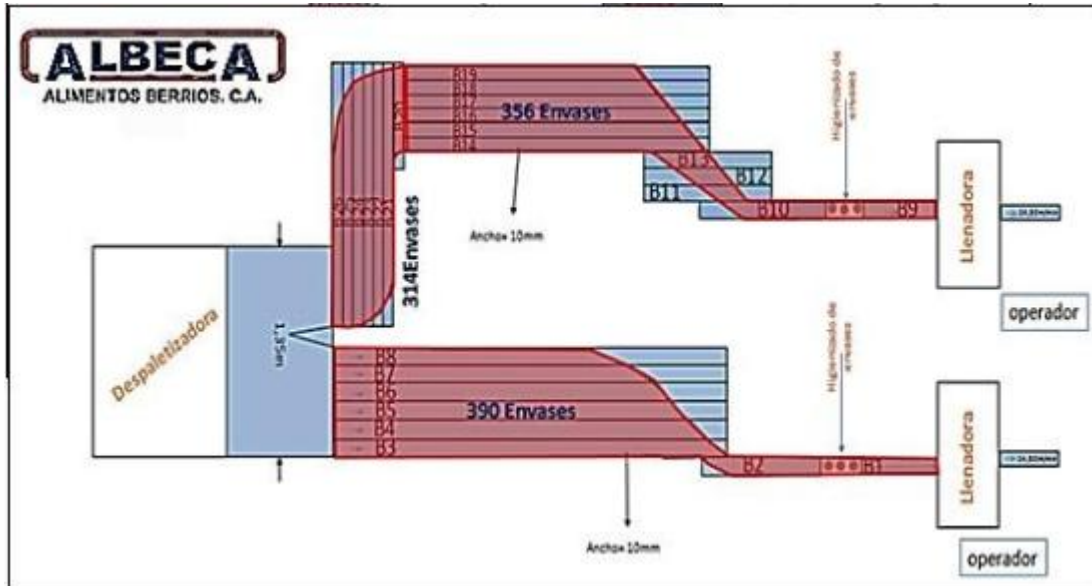 ALBECA
ALIMENTOS BERRIOS, C.A.
B19
B18
B17
B16
B15
B14
356 Envases
Ancho= 10mm
314Envases
B13
B12
B11
B10
B9
Higienizado de
envases
Llenadora
operador
Despaletizadora
1,35m
B8
B7
B6
B5
B4
B3
390 Envases
Ancho= 10mm
B2
B1
Higienizado de
envases
Llenadora
operador